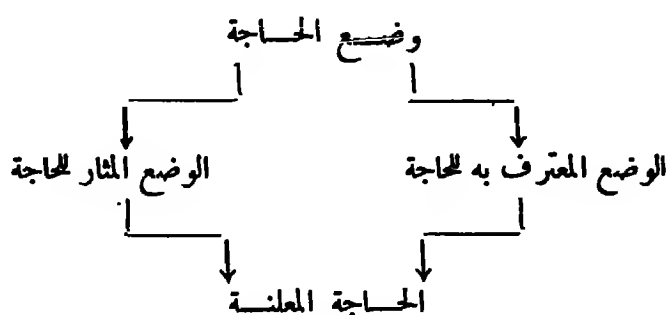 وضع الحاجة
الوضع المعترف به للحاجة
الوضع المثار للحاجة
الحاجة المعلنة